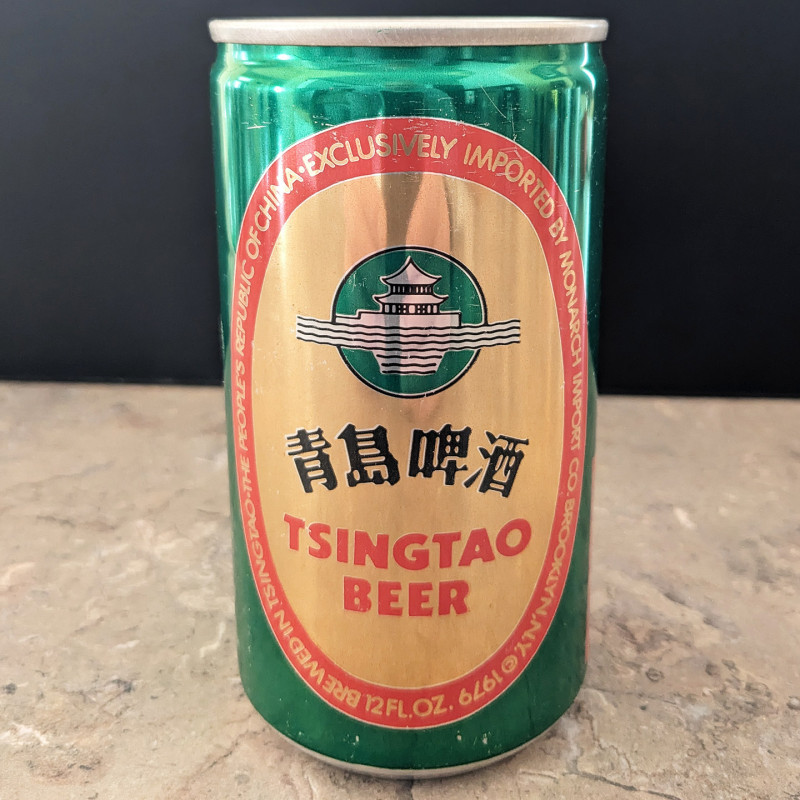 BREWED·IN·TSINGTAO·THE PEOPLE'S REPUBLIC OF CHINA·EXCLUSIVELY IMPORTED BY MONARCH IMPORT CO. BROOKLYN, N.Y. © 1979
青島啤酒
TSINGTAO
BEER
12 FL.OZ.